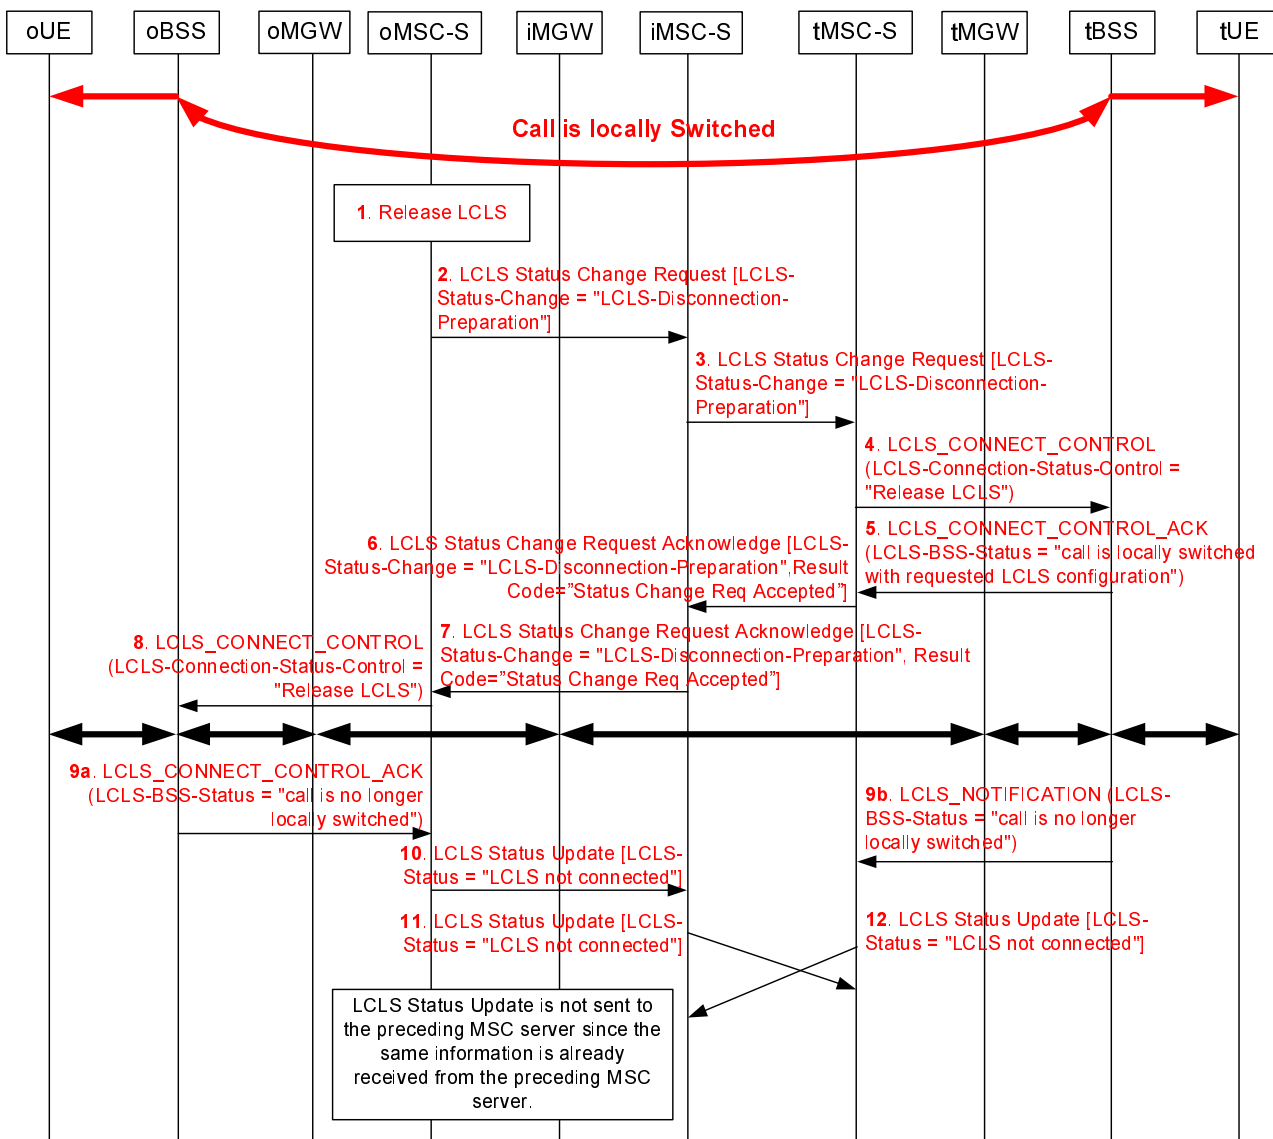 oUE
oBSS
oMGW
oMSC-S
iMGW
iMSC-S
tMSC-S
tMGW
tBSS
tUE
Call is locally Switched
1. Release LCLS
2. LCLS Status Change Request [LCLS-
Status-Change = "LCLS-Disconnection-
Preparation"]
3. LCLS Status Change Request [LCLS-
Status-Change = "LCLS-Disconnection-
Preparation"]
4. LCLS_CONNECT_CONTROL
(LCLS-Connection-Status-Control =
"Release LCLS")
5. LCLS_CONNECT_CONTROL_ACK
(LCLS-BSS-Status = "call is locally switched
with requested LCLS configuration")
6. LCLS Status Change Request Acknowledge [LCLS-
Status-Change = "LCLS-Disconnection-Preparation",Result
Code=”Status Change Req Accepted”]
7. LCLS Status Change Request Acknowledge [LCLS-
Status-Change = "LCLS-Disconnection-Preparation", Result
Code=”Status Change Req Accepted”]
8. LCLS_CONNECT_CONTROL
(LCLS-Connection-Status-Control =
"Release LCLS")
9a. LCLS_CONNECT_CONTROL_ACK
(LCLS-BSS-Status = "call is no longer
locally switched")
9b. LCLS_NOTIFICATION (LCLS-
BSS-Status = "call is no longer
locally switched")
10. LCLS Status Update [LCLS-
Status = "LCLS not connected"]
11. LCLS Status Update [LCLS-
Status = "LCLS not connected"]
12. LCLS Status Update [LCLS-
Status = "LCLS not connected"]
LCLS Status Update is not sent to
the preceding MSC server since the
same information is already
received from the preceding MSC
server.